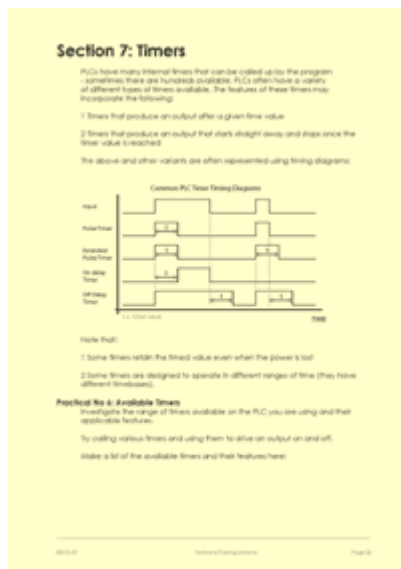 Section 7: Timers
PLCs have many internal timers that can be called up by the program
- sometimes there are hundreds available. PLCs often have a variety
of different types of timers available. The features of these timers may
incorporate the following:
1 Timers that produce an output after a given time value
2 Timers that produce an output that starts straight away and stops once the
timer value is reached
The above and other variants are often represented using timing diagrams:
Common PLC Timer Timing Diagrams
Input
Pulse Timer
t
Extended
Pulse Timer
t
t
On delay
Timer
t
Off Delay
Timer
t
t
t = timer value
TIME
Note that:
1 Some timers retain the timed value even when the power is lost
2 Some timers are designed to operate in different ranges of time (they have
different timebases).
Practical No 6: Available Timers
Investigate the range of timers available on the PLC you are using and their
applicable features.
Try calling various timers and using them to drive an output on and off.
Make a list of the available timers and their features here:
Technical Training Solutions
Page